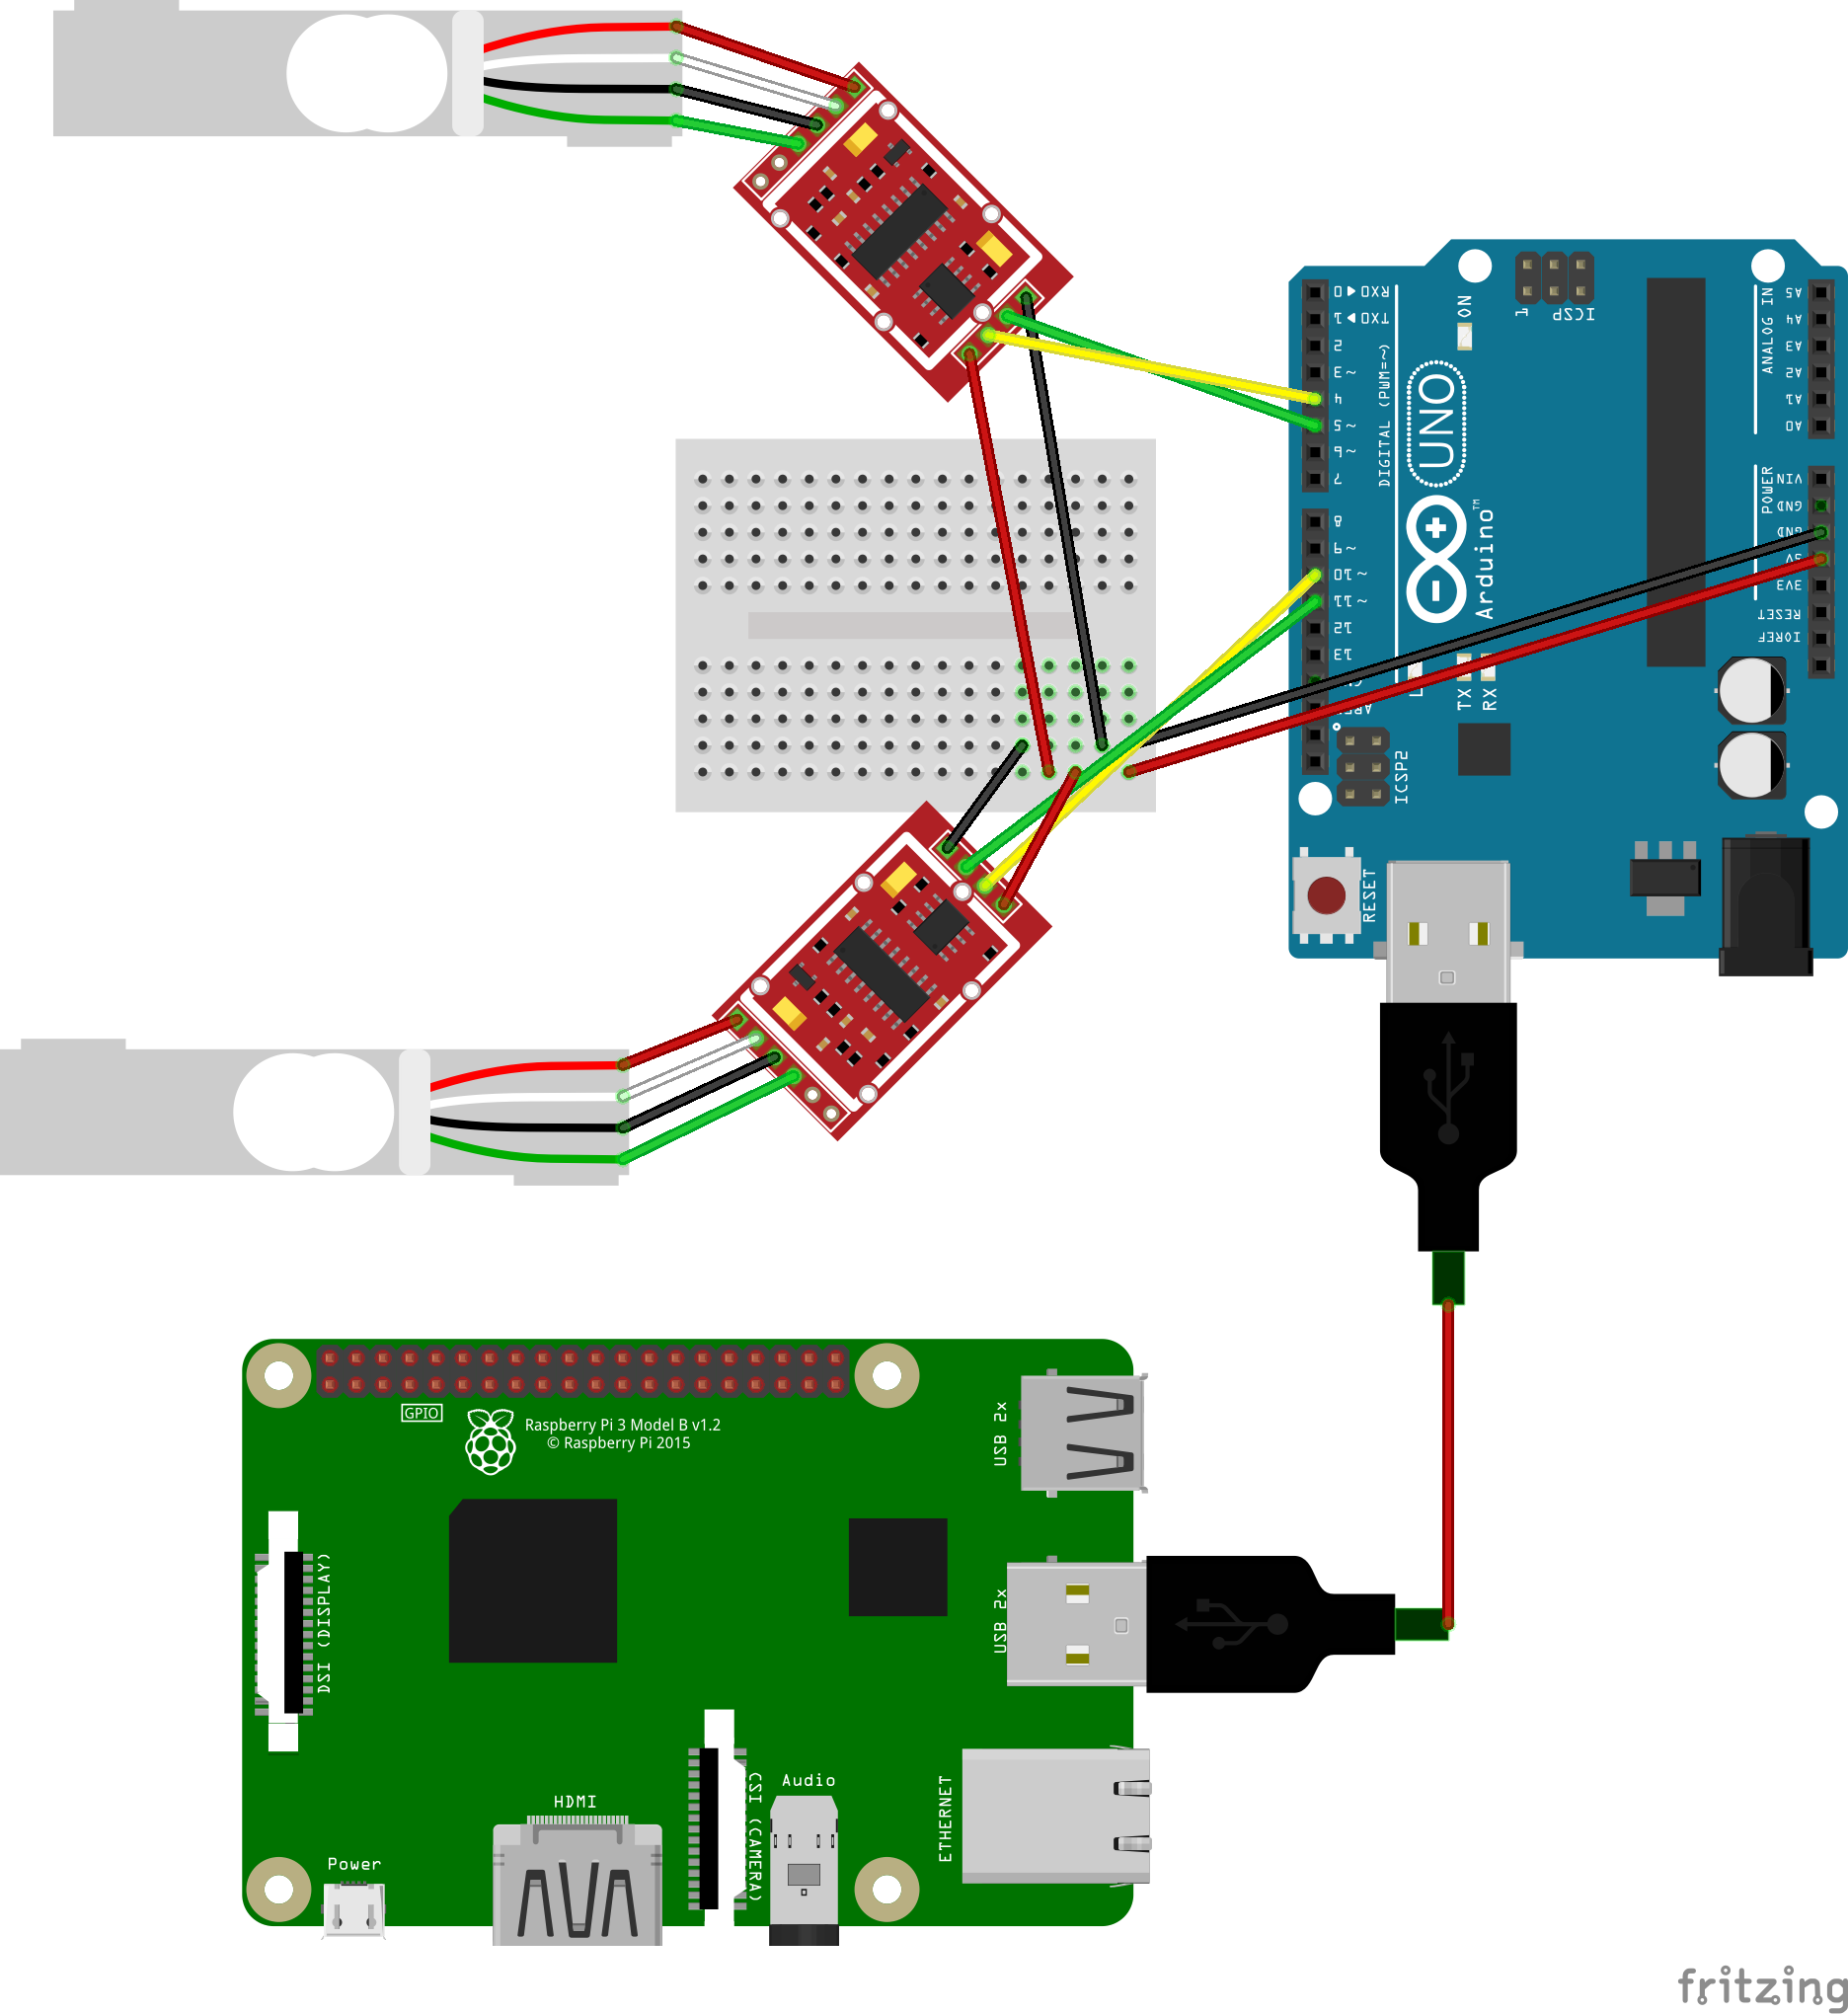 RX0◀0
TX0▶1
2
~3
4
~5
~6
7
8
~9
~10
~11
12
13
AREF
DIGITAL (PWM=~)
ON
1
ICSP
UNO
Arduino™
TX
RX
L
ICSP2
RESET
ANALOG IN
A5
A4
A3
A2
A1
A0
POWER
VIN
GND
GND
5V
3V3
RESET
IOREF
GPIO
Raspberry Pi 3 Model B v1.2
© Raspberry Pi 2015
USB 2x
USB 2x
DSI (DISPLAY)
CSI (CAMERA)
Audio
ETHERNET
HDMI
Power
fritzing